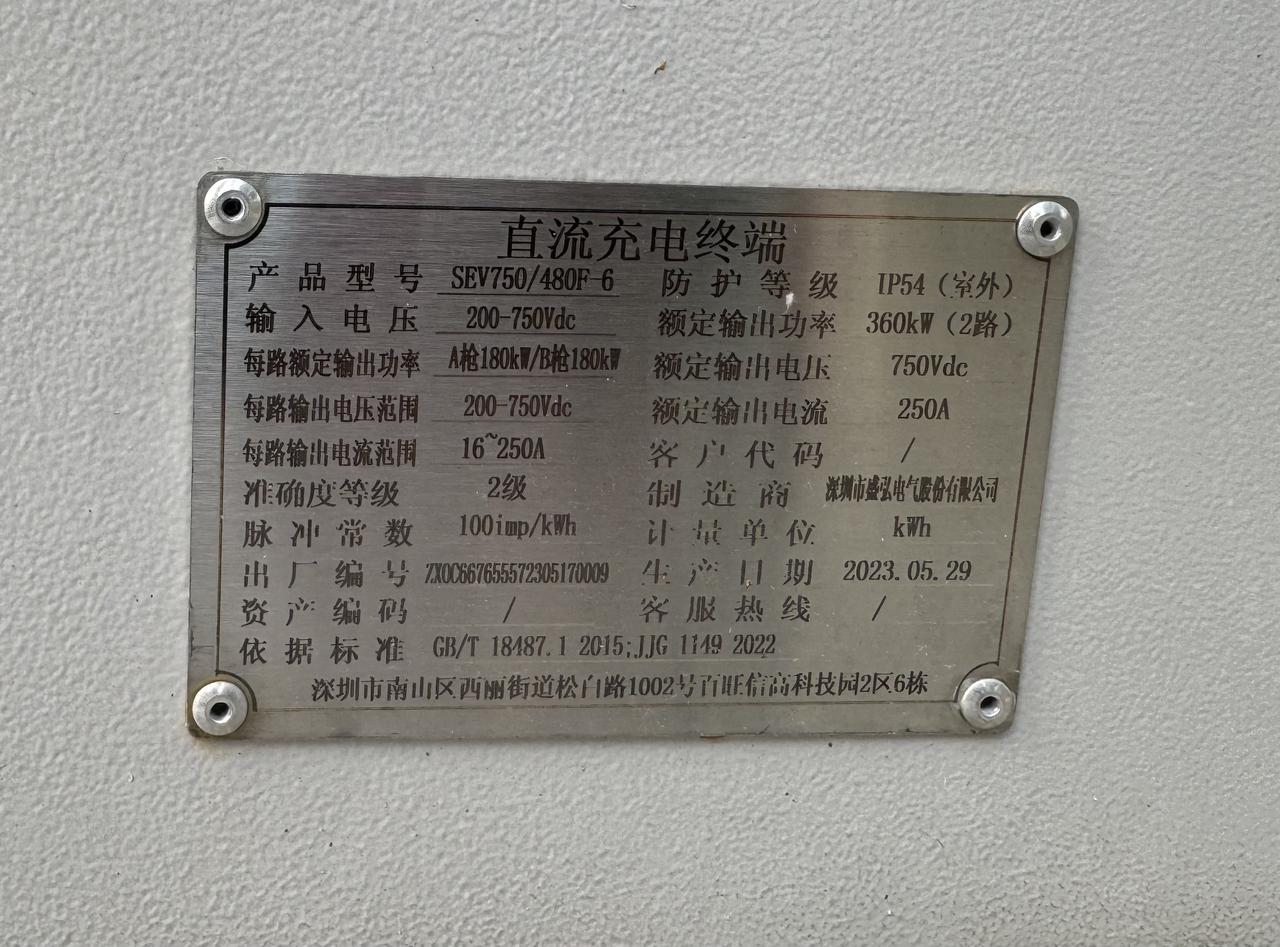 直流充电终端
产品型号 SEV750/480F-6 防护等级 IP54（室外）
输入电压 200-750Vdc 额定输出功率 360kW（2路）
每路额定输出功率 A枪180kW/B枪180kW 额定输出电压 750Vdc
每路输出电压范围 200-750Vdc 额定输出电流 250A
每路输出电流范围 16~250A 客户代码 /
准确度等级 2级 制造商 深圳市盛弘电气股份有限公司
脉冲常数 100imp/kWh 计量单位 kWh
出厂编号 ZXOC667655572305170009 生产日期 2023.05.29
资产编码 / 客服热线 /
依据标准 GB/T 18487.1 2015;JJG 1149 2022
深圳市南山区西丽街道松白路1002号百旺信高科技园2区6栋